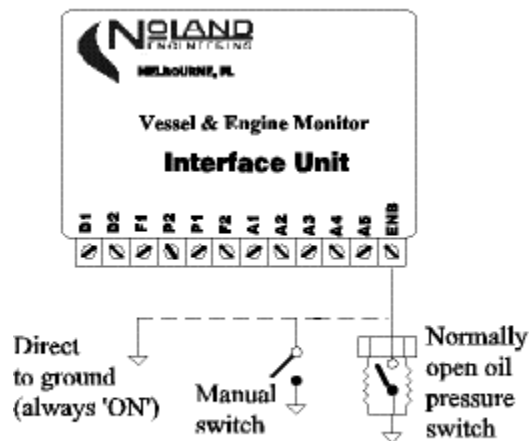 NOLAND
ENGINEERING
MELBOURNE, FL
Vessel & Engine Monitor
Interface Unit
D1 D2 F1 P2 P1 F2 A1 A2 A3 A4 A5 ENB
Direct
to ground
(always 'ON')
Manual
switch
Normally
open oil
pressure
switch